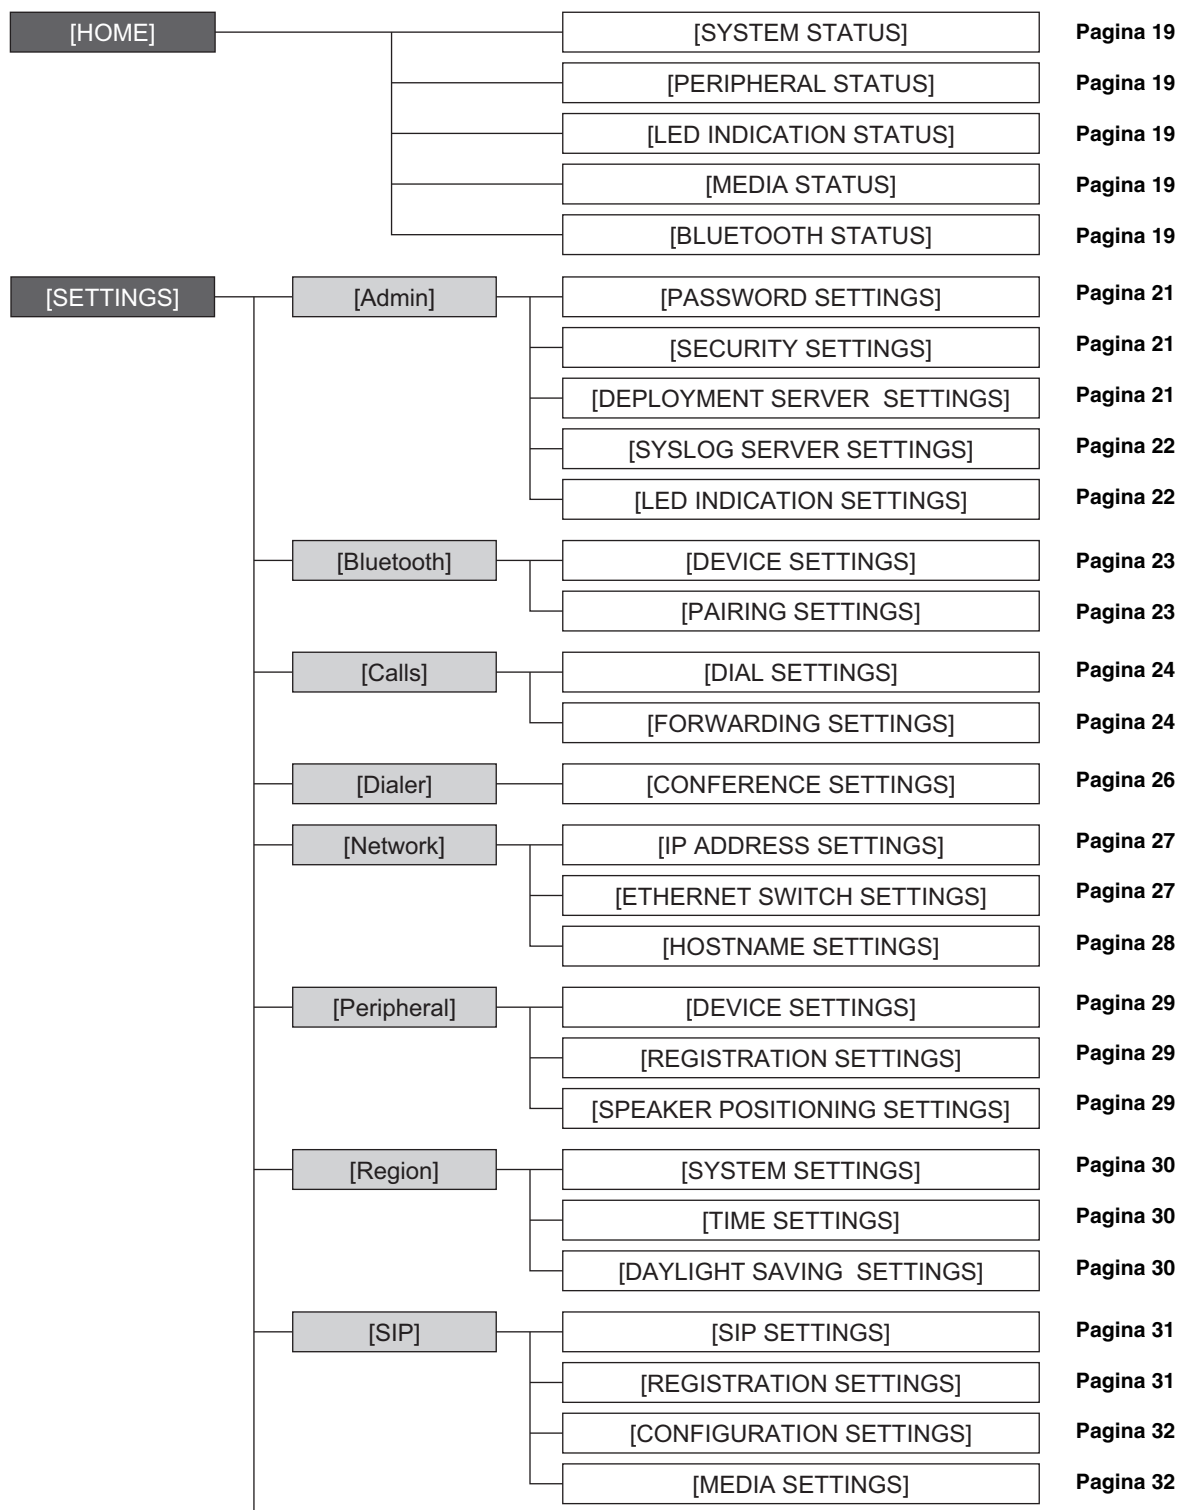 [HOME] [SYSTEM STATUS] Pagina 19
[PERIPHERAL STATUS] Pagina 19
[LED INDICATION STATUS] Pagina 19
[MEDIA STATUS] Pagina 19
[BLUETOOTH STATUS] Pagina 19
[SETTINGS] [Admin] [PASSWORD SETTINGS] Pagina 21
[SECURITY SETTINGS] Pagina 21
[DEPLOYMENT SERVER SETTINGS] Pagina 21
[SYSLOG SERVER SETTINGS] Pagina 22
[LED INDICATION SETTINGS] Pagina 22
[Bluetooth] [DEVICE SETTINGS] Pagina 23
[PAIRING SETTINGS] Pagina 23
[Calls] [DIAL SETTINGS] Pagina 24
[FORWARDING SETTINGS] Pagina 24
[Dialer] [CONFERENCE SETTINGS] Pagina 26
[Network] [IP ADDRESS SETTINGS] Pagina 27
[ETHERNET SWITCH SETTINGS] Pagina 27
[HOSTNAME SETTINGS] Pagina 28
[Peripheral] [DEVICE SETTINGS] Pagina 29
[REGISTRATION SETTINGS] Pagina 29
[SPEAKER POSITIONING SETTINGS] Pagina 29
[Region] [SYSTEM SETTINGS] Pagina 30
[TIME SETTINGS] Pagina 30
[DAYLIGHT SAVING SETTINGS] Pagina 30
[SIP] [SIP SETTINGS] Pagina 31
[REGISTRATION SETTINGS] Pagina 31
[CONFIGURATION SETTINGS] Pagina 32
[MEDIA SETTINGS] Pagina 32